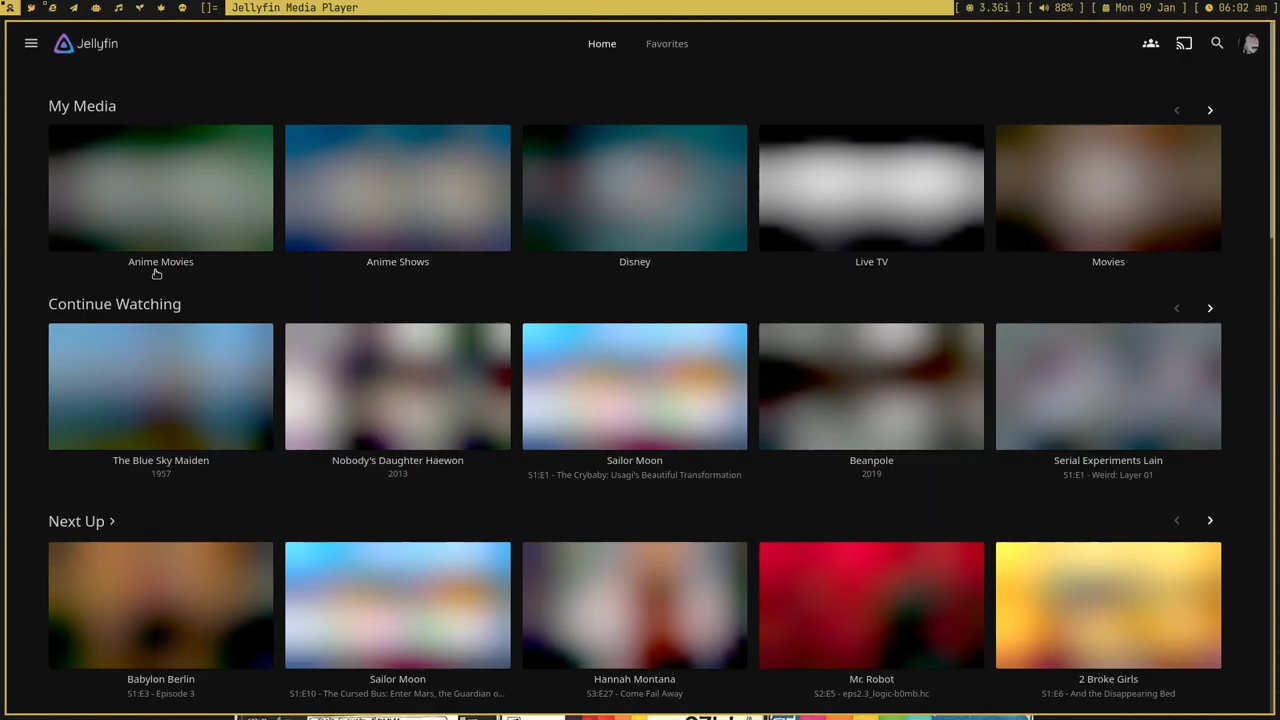 []= Jellyfin Media Player [ 3.3Gi ] [ 88% ] [ Mon 09 Jan ] [ 06:02 am ]
Jellyfin Home Favorites
My Media
Anime Movies Anime Shows Disney Live TV Movies
Continue Watching
The Blue Sky Maiden Nobody's Daughter Haewon Sailor Moon Beanpole Serial Experiments Lain
1957 2013 S1:E1 - The Crybaby: Usagi's Beautiful Transformation 2019 S1:E1 - Weird: Layer 01
Next Up
Babylon Berlin Sailor Moon Hannah Montana Mr. Robot 2 Broke Girls
S1:E3 - Episode 3 S1:E10 - The Cursed Bus: Enter Mars, the Guardian o... S3:E27 - Come Fail Away S2:E5 - eps2.3_logic-b0mb.hc S1:E6 - And the Disappearing Bed